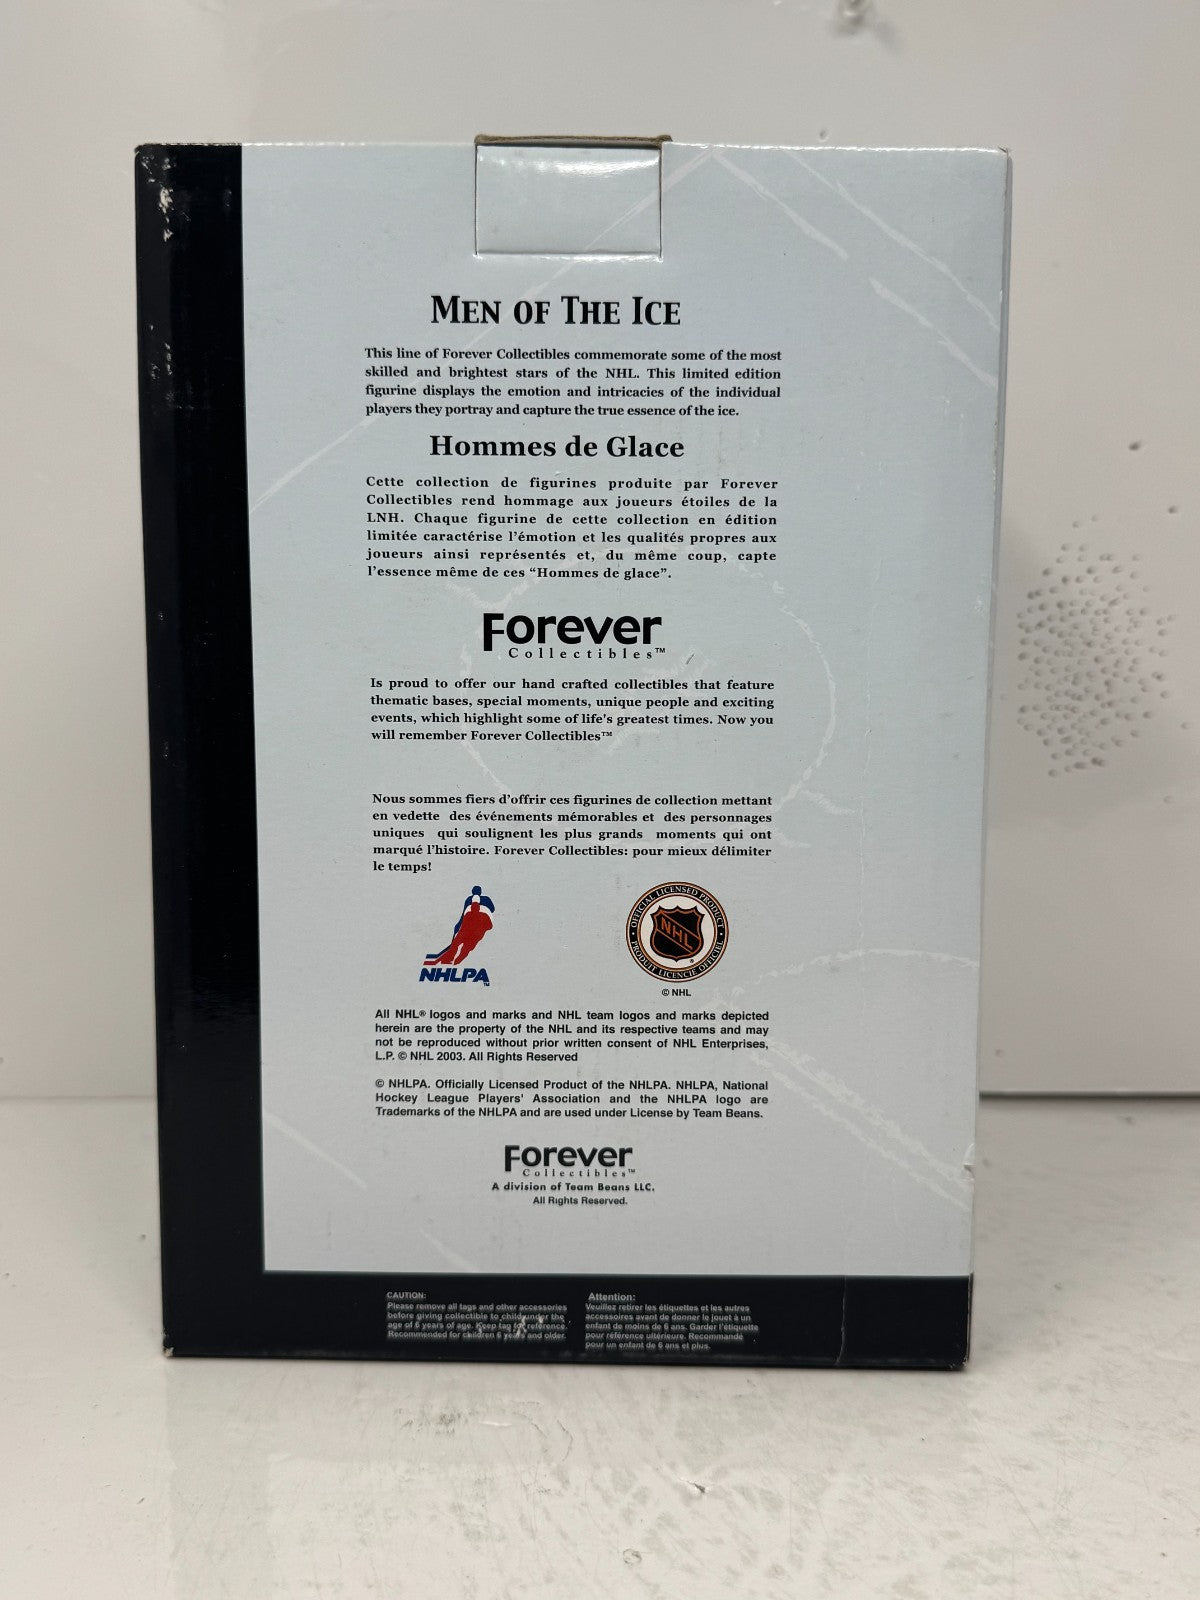 MEN OF THE ICE
This line of Forever Collectibles commemorate some of the most
skilled and brightest stars of the NHL. This limited edition
figurine displays the emotion and intricacies of the individual
players they portray and capture the true essence of the ice.
Hommes de Glace
Cette collection de figurines produite par Forever
Collectibles rend hommage aux joueurs étoiles de la
LNH. Chaque figurine de cette collection en édition
limitée caractérise l'émotion et les qualités propres aux
joueurs ainsi représentés et, du même coup, capte
l'essence même de ces "Hommes de glace".
Forever
Collectibles™
Is proud to offer our hand crafted collectibles that feature
thematic bases, special moments, unique people and exciting
events, which highlight some of life's greatest times. Now you
will remember Forever Collectibles™
Nous sommes fiers d'offrir ces figurines de collection mettant
en vedette des événements mémorables et des personnages
uniques qui soulignent les plus grands moments qui ont
marqué l'histoire. Forever Collectibles: pour mieux délimiter
le temps!
NHLPA™
OFFICIAL LICENSED PRODUCT
NHL
PRODUIT LICENCIÉ OFFICIEL
© NHL
All NHL® logos and marks and NHL team logos and marks depicted
herein are the property of the NHL and its respective teams and may
not be reproduced without prior written consent of NHL Enterprises,
L.P. © NHL 2003. All Rights Reserved
© NHLPA. Officially Licensed Product of the NHLPA. NHLPA, National
Hockey League Players' Association and the NHLPA logo are
Trademarks of the NHLPA and are used under License by Team Beans.
Forever
Collectibles™
A division of Team Beans LLC.
All Rights Reserved.
CAUTION:
Please remove all tags and other accessories
before giving collectible to child under the
age of 6 years of age. Keep tag for reference.
Recommended for children 6 years and older.
Attention:
Veuillez retirer les étiquettes et les autres
accessoires avant de donner le jouet à un
enfant de moins de 6 ans. Garder l'étiquette
pour référence ultérieure. Recommandé
pour un enfant de 6 ans et plus.